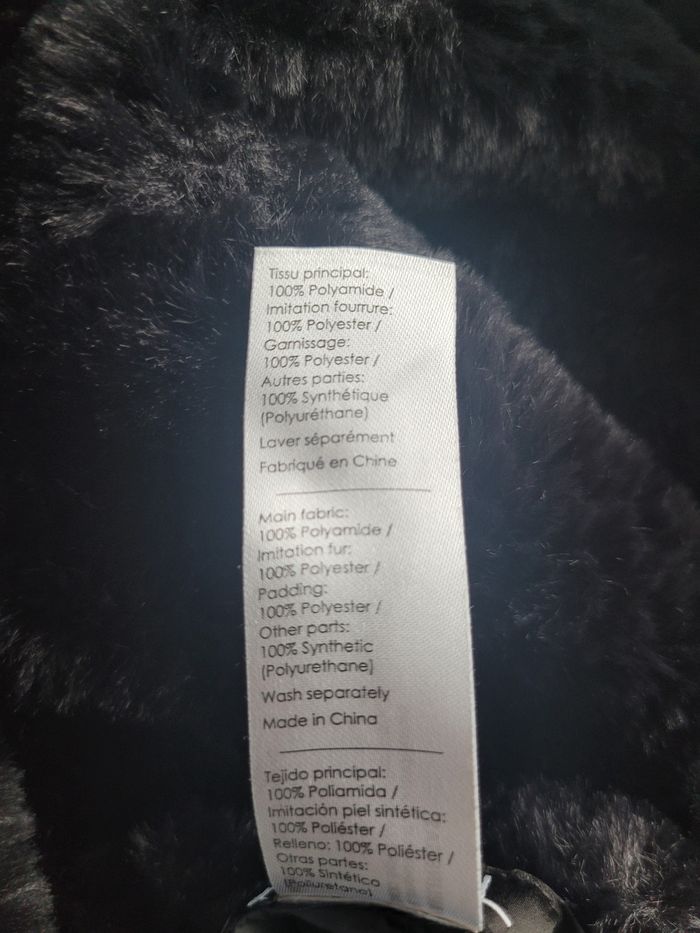 Tissu principal:
100% Polyamide /
Imitation fourrure:
100% Polyester /
Garnissage:
100% Polyester /
Autres parties:
100% Synthétique
(Polyuréthane)
Laver séparément
Fabriqué en Chine
Main fabric:
100% Polyamide /
Imitation fur:
100% Polyester /
Padding:
100% Polyester /
Other parts:
100% Synthetic
(Polyurethane)
Wash separately
Made in China
Tejido principal:
100% Poliamida /
Imitación piel sintética:
100% Poliéster /
Relleno: 100% Poliéster /
Otras partes:
100% Sintético
(Poliuretano)